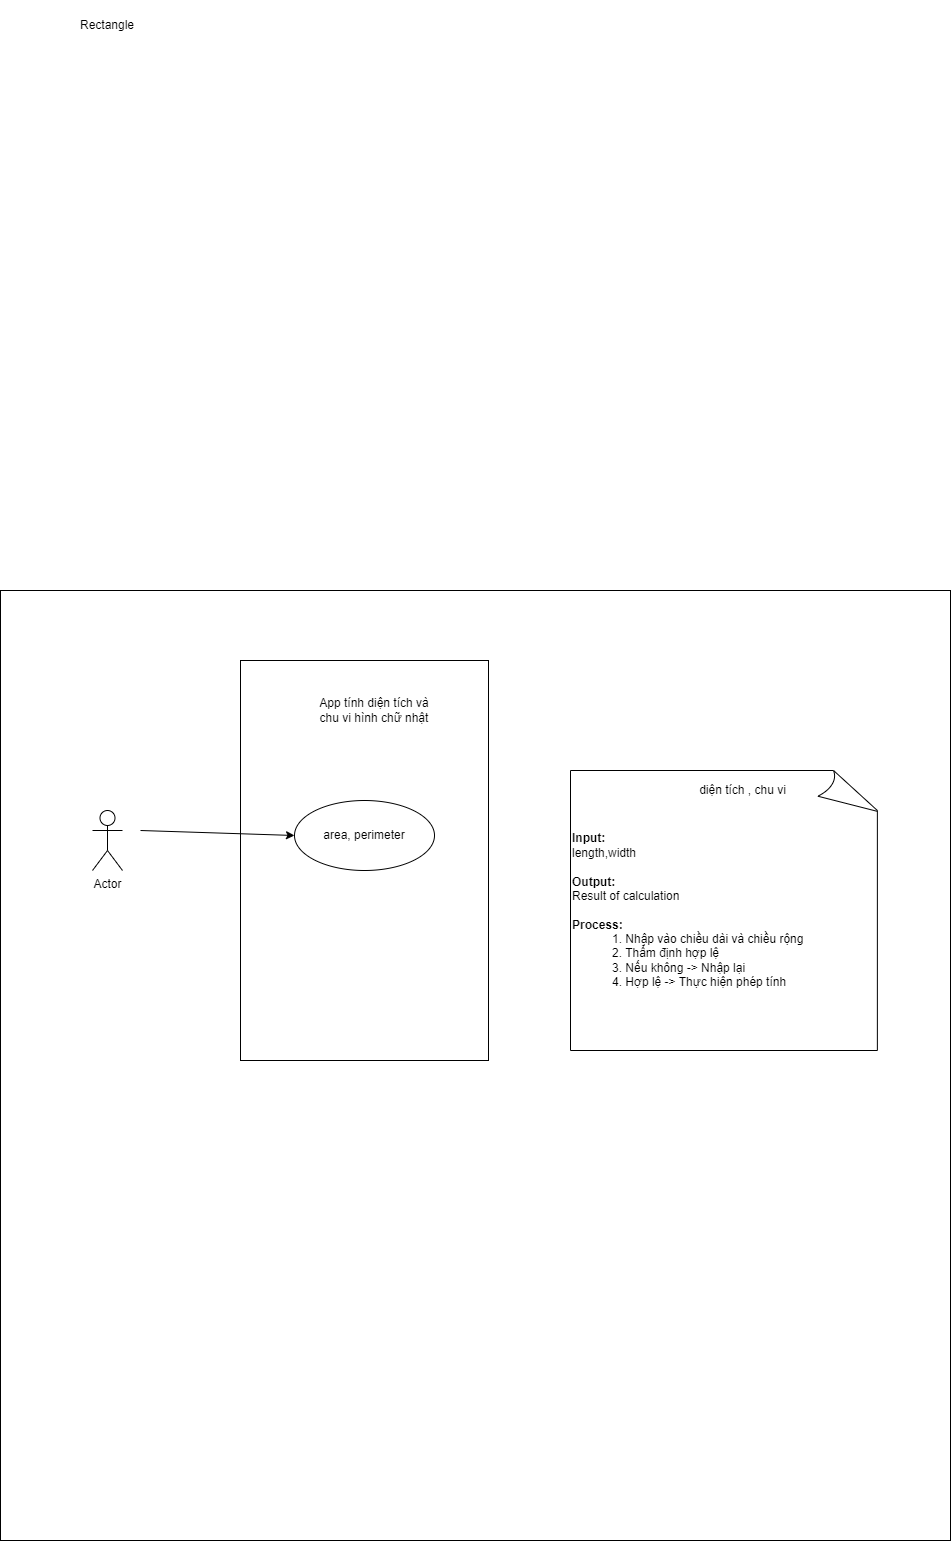 Rectangle
App tính diện tích và
chu vi hình chữ nhật
area, perimeter
Actor
diện tích , chu vi
Input:
length,width
Output:
Result of calculation
Process:
1. Nhập vào chiều dài và chiều rộng
2. Thẩm định hợp lệ
3. Nếu không -> Nhập lại
4. Hợp lệ -> Thực hiện phép tính